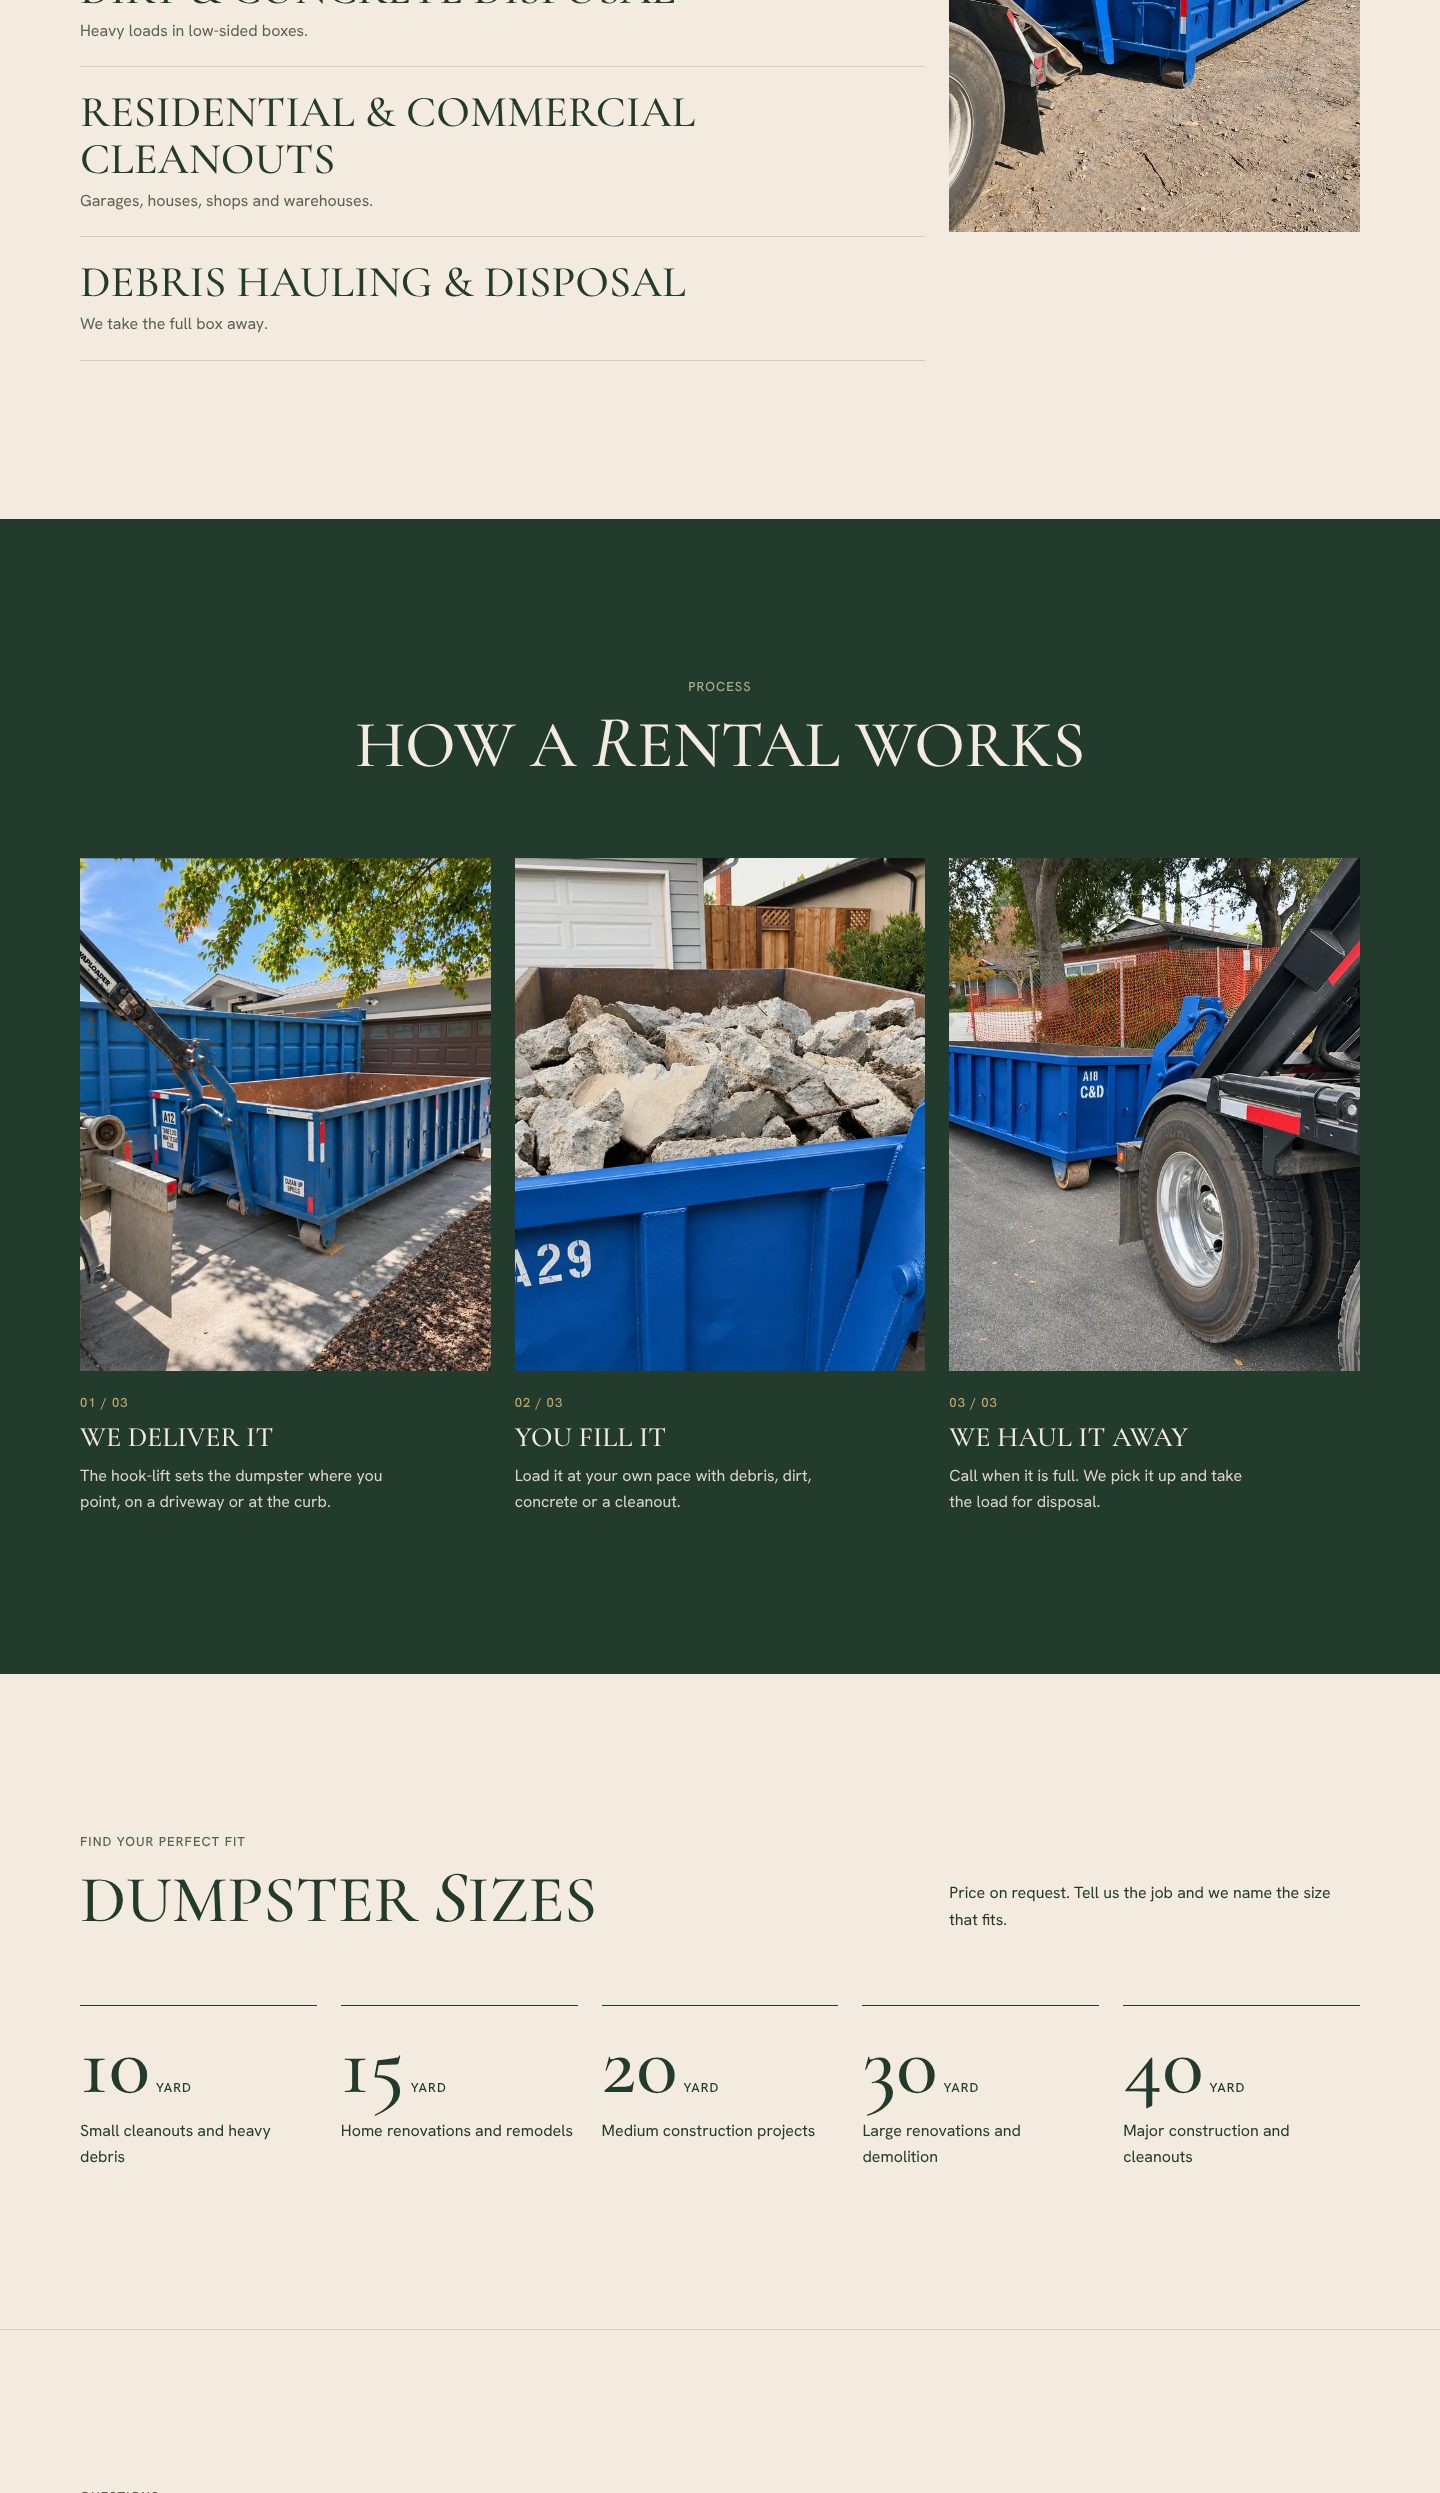 DIRT & CONCRETE DISPOSAL
Heavy loads in low-sided boxes.
RESIDENTIAL & COMMERCIAL
CLEANOUTS
Garages, houses, shops and warehouses.
DEBRIS HAULING & DISPOSAL
We take the full box away.
PROCESS
HOW A RENTAL WORKS
A12
CLEAN UP
SPILLS
A29
A18
C&D
01 / 03
WE DELIVER IT
The hook-lift sets the dumpster where you
point, on a driveway or at the curb.
02 / 03
YOU FILL IT
Load it at your own pace with debris, dirt,
concrete or a cleanout.
03 / 03
WE HAUL IT AWAY
Call when it is full. We pick it up and take
the load for disposal.
FIND YOUR PERFECT FIT
DUMPSTER SIZES
Price on request. Tell us the job and we name the size
that fits.
10 YARD
Small cleanouts and heavy
debris
15 YARD
Home renovations and remodels
20 YARD
Medium construction projects
30 YARD
Large renovations and
demolition
40 YARD
Major construction and
cleanouts